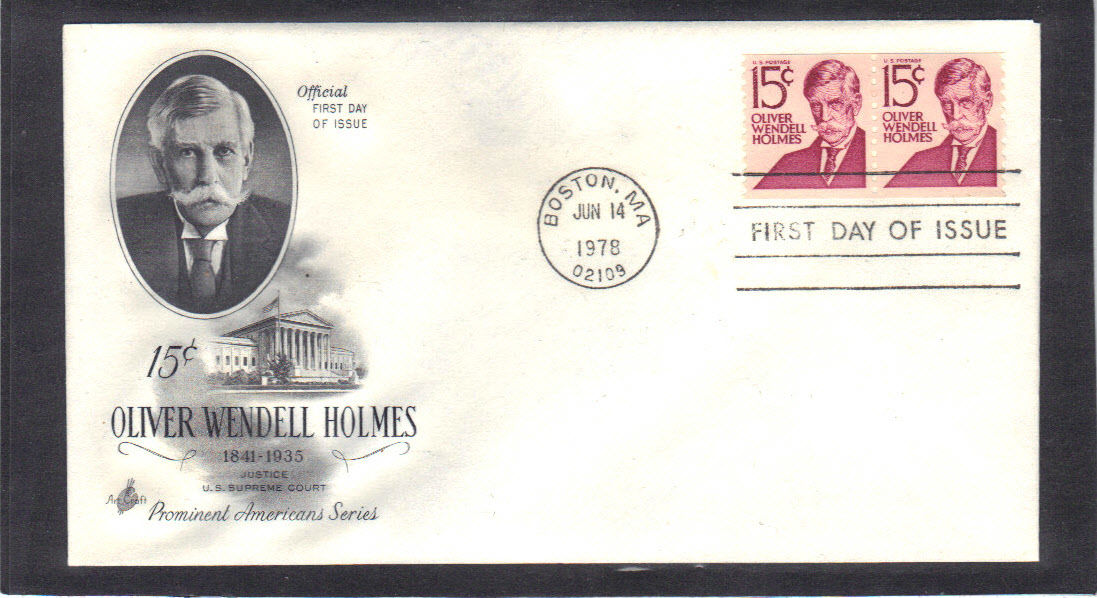 Official
FIRST DAY
OF ISSUE
15¢
OLIVER WENDELL HOLMES
1841-1935
JUSTICE
U.S. SUPREME COURT
ArtCraft
Prominent Americans Series
BOSTON, MA
JUN 14
1978
02109
U.S. POSTAGE
15¢
OLIVER
WENDELL
HOLMES
U.S. POSTAGE
15¢
OLIVER
WENDELL
HOLMES
FIRST DAY OF ISSUE